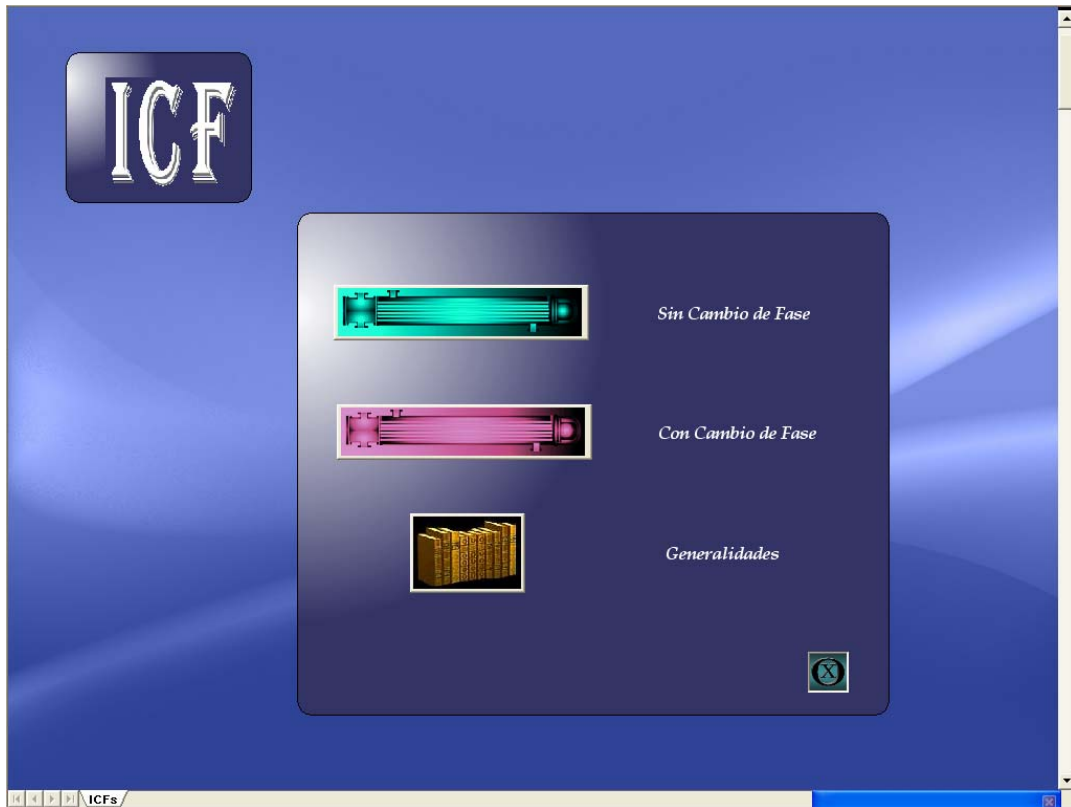 ICF
Sin Cambio de Fase
Con Cambio de Fase
Generalidades
X
ICFs